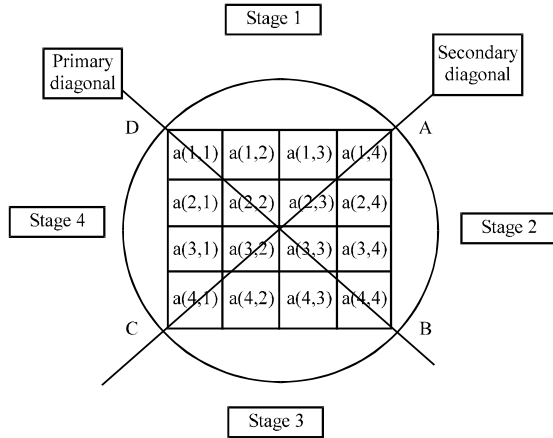 Stage 1
Primary
diagonal
Secondary
diagonal
D
A
a(1,1) a(1,2) a(1,3) a(1,4)
a(2,1) a(2,2) a(2,3) a(2,4)
Stage 4
Stage 2
a(3,1) a(3,2) a(3,3) a(3,4)
a(4,1) a(4,2) a(4,3) a(4,4)
C
B
Stage 3